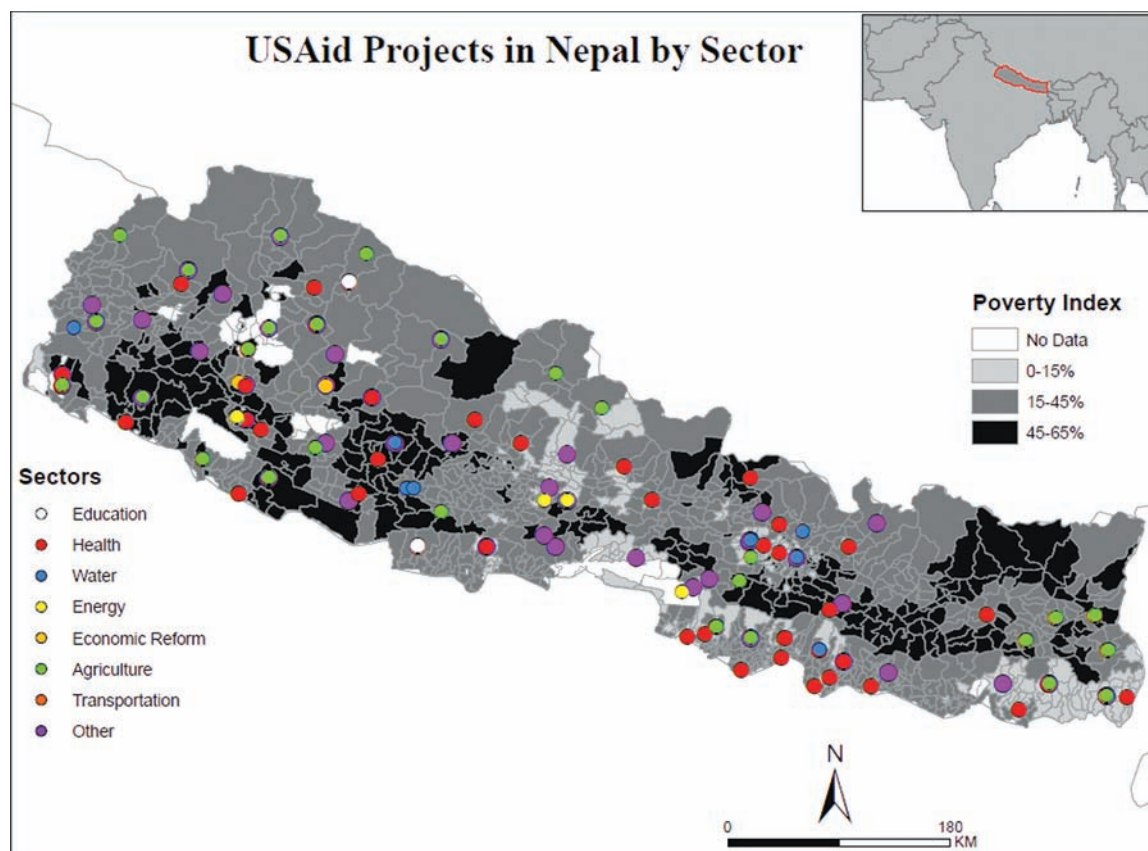 USAid Projects in Nepal by Sector
Poverty Index
No Data
0-15%
15-45%
45-65%
Sectors
Education
Health
Water
Energy
Economic Reform
Agriculture
Transportation
Other
N
0 180
KM